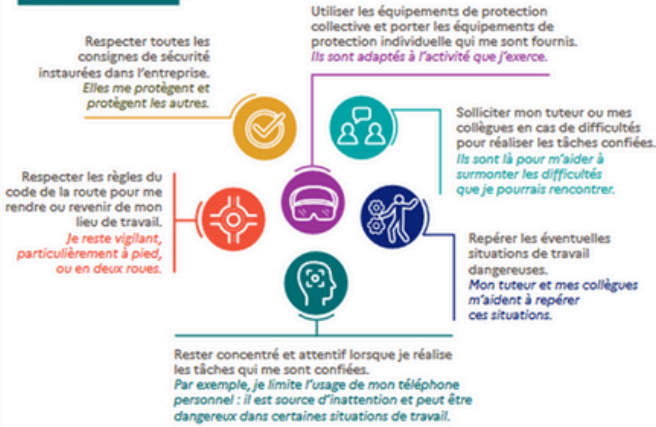 Utiliser les équipements de protection
collective et porter les équipements de
protection individuelle qui me sont fournis.
Ils sont adaptés à l'activité que j'exerce.
Respecter toutes les
consignes de sécurité
instaurées dans l'entreprise.
Elles me protègent et
protègent les autres.
Solliciter mon tuteur ou mes
collègues en cas de difficultés
pour réaliser les tâches confiées.
Ils sont là pour m'aider à
surmonter les difficultés
que je pourrais rencontrer.
Respecter les règles du
code de la route pour me
rendre ou revenir de mon
lieu de travail.
Je reste vigilant,
particulièrement à pied,
ou en deux roues.
Repérer les éventuelles
situations de travail
dangereuses.
Mon tuteur et mes collègues
m'aident à repérer
ces situations.
Rester concentré et attentif lorsque je réalise
les tâches qui me sont confiées.
Par exemple, je limite l'usage de mon téléphone
personnel : il est source d'inattention et peut être
dangereux dans certaines situations de travail.